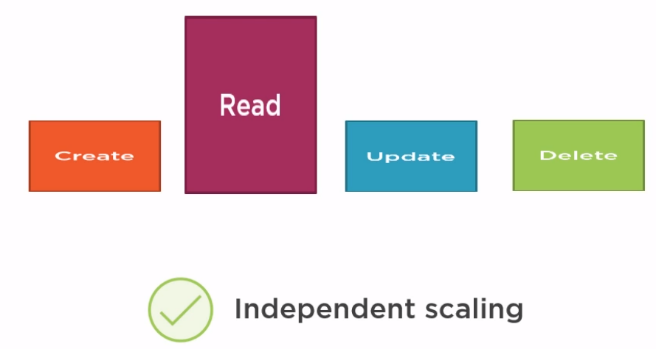 Create
Read
Update
Delete
Independent scaling